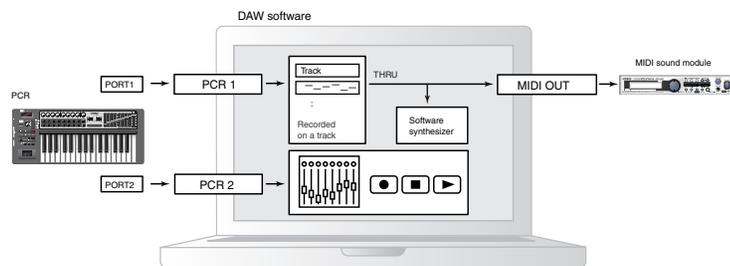 DAW software
MIDI sound module
PORT1
PCR 1
Track
THRU
MIDI OUT
PCR
:
Recorded
on a track
Software
synthesizer
PORT2
PCR 2